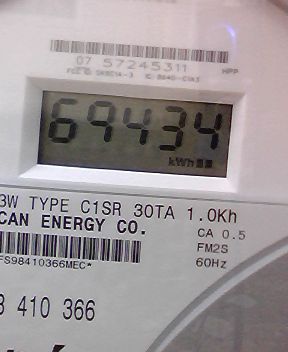 07 57245311
69434
kWh
3W TYPE C1SR 30TA 1.0Kh
CAN ENERGY CO.
CA 0.5
FM2S
FS98410366MEC*
60Hz
3 410 366